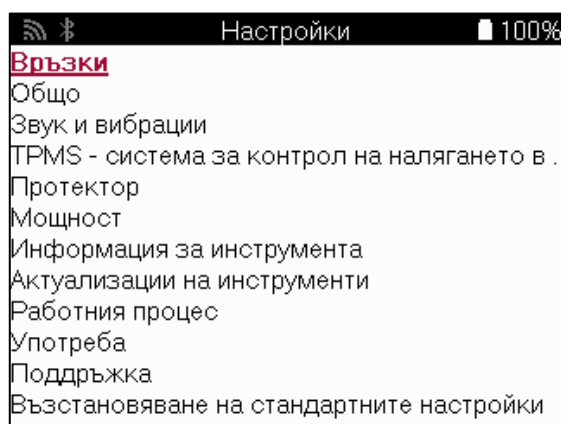 Настройки 100%
Връзки
Общо
Звук и вибрации
TPMS - система за контрол на налягането в .
Протектор
Мощност
Информация за инструмента
Актуализации на инструменти
Работния процес
Употреба
Поддръжка
Възстановяване на стандартните настройки